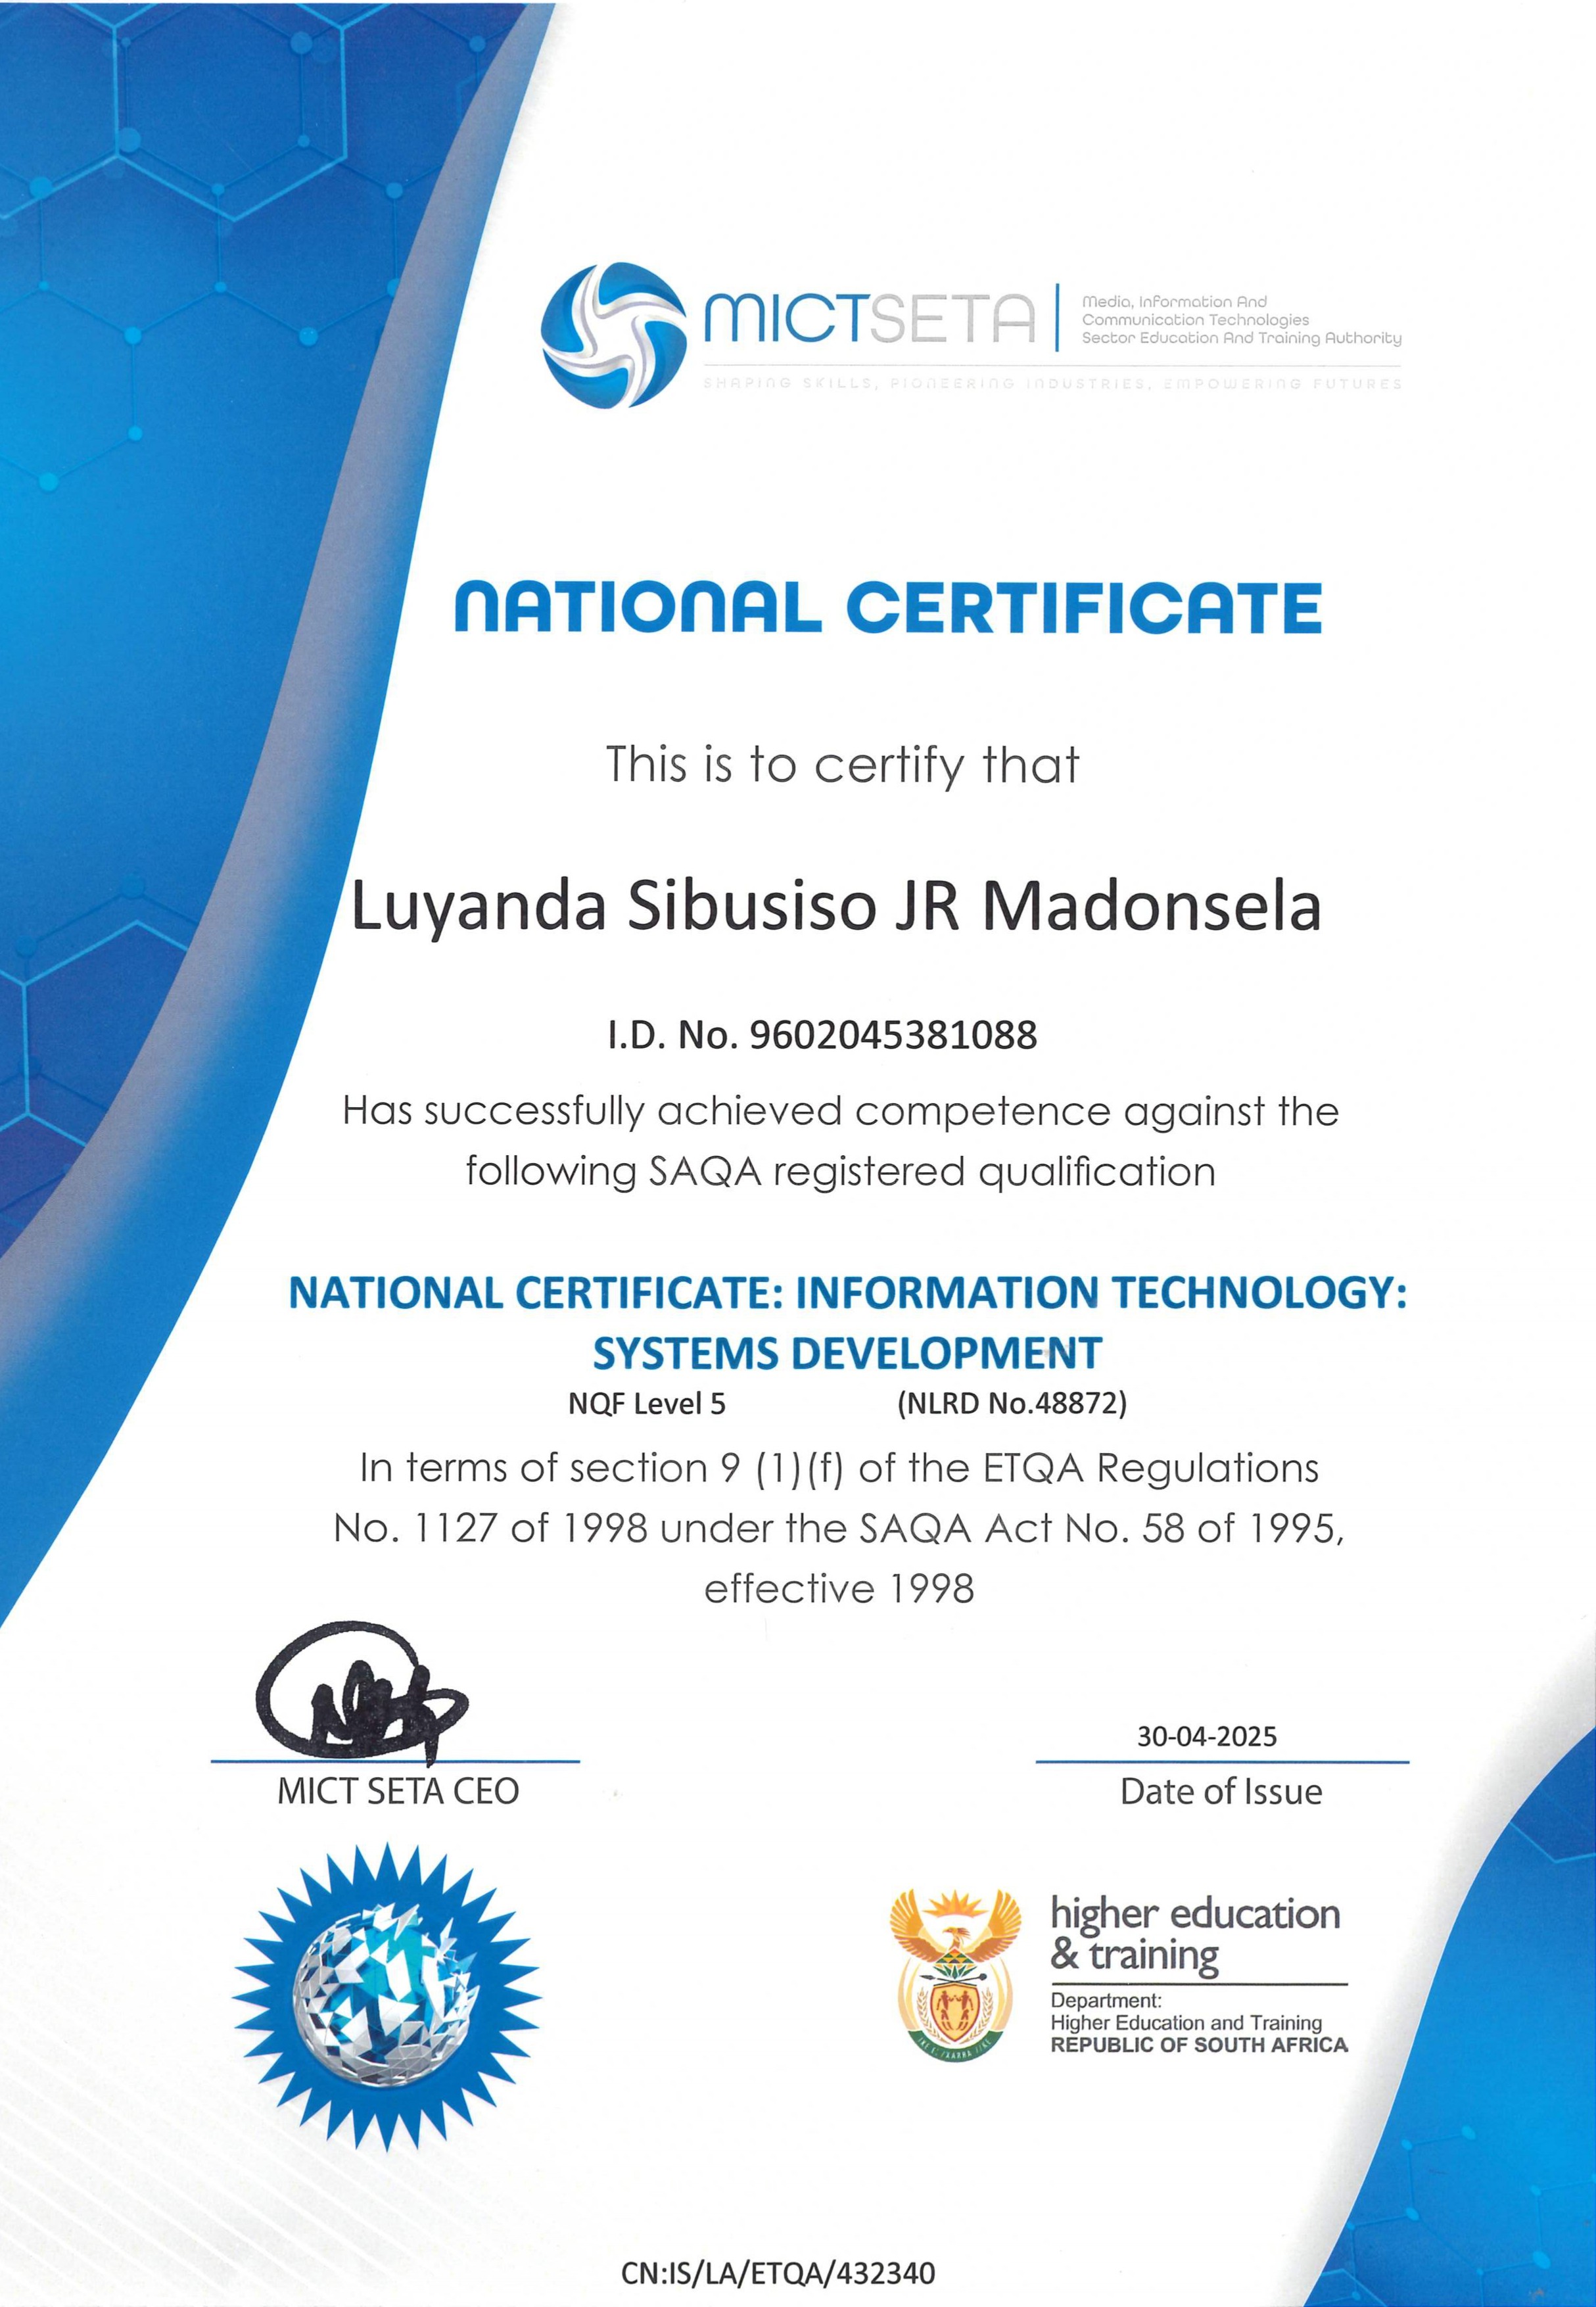 MICTSETA
Media, Information And
Communication Technologies
Sector Education And Training Authority
SHAPING SKILLS, PIONEERING INDUSTRIES, EMPOWERING FUTURES
NATIONAL CERTIFICATE
This is to certify that
Luyanda Sibusiso JR Madonsela
I.D. No. 9602045381088
Has successfully achieved competence against the
following SAQA registered qualification
NATIONAL CERTIFICATE: INFORMATION TECHNOLOGY:
SYSTEMS DEVELOPMENT
NQF Level 5 (NLRD No.48872)
In terms of section 9 (1)(f) of the ETQA Regulations
No. 1127 of 1998 under the SAQA Act No. 58 of 1995,
effective 1998
MICT SETA CEO
30-04-2025
Date of Issue
higher education
& training
Department:
Higher Education and Training
REPUBLIC OF SOUTH AFRICA
CN:IS/LA/ETQA/432340